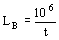 L_B = 10^6 / t